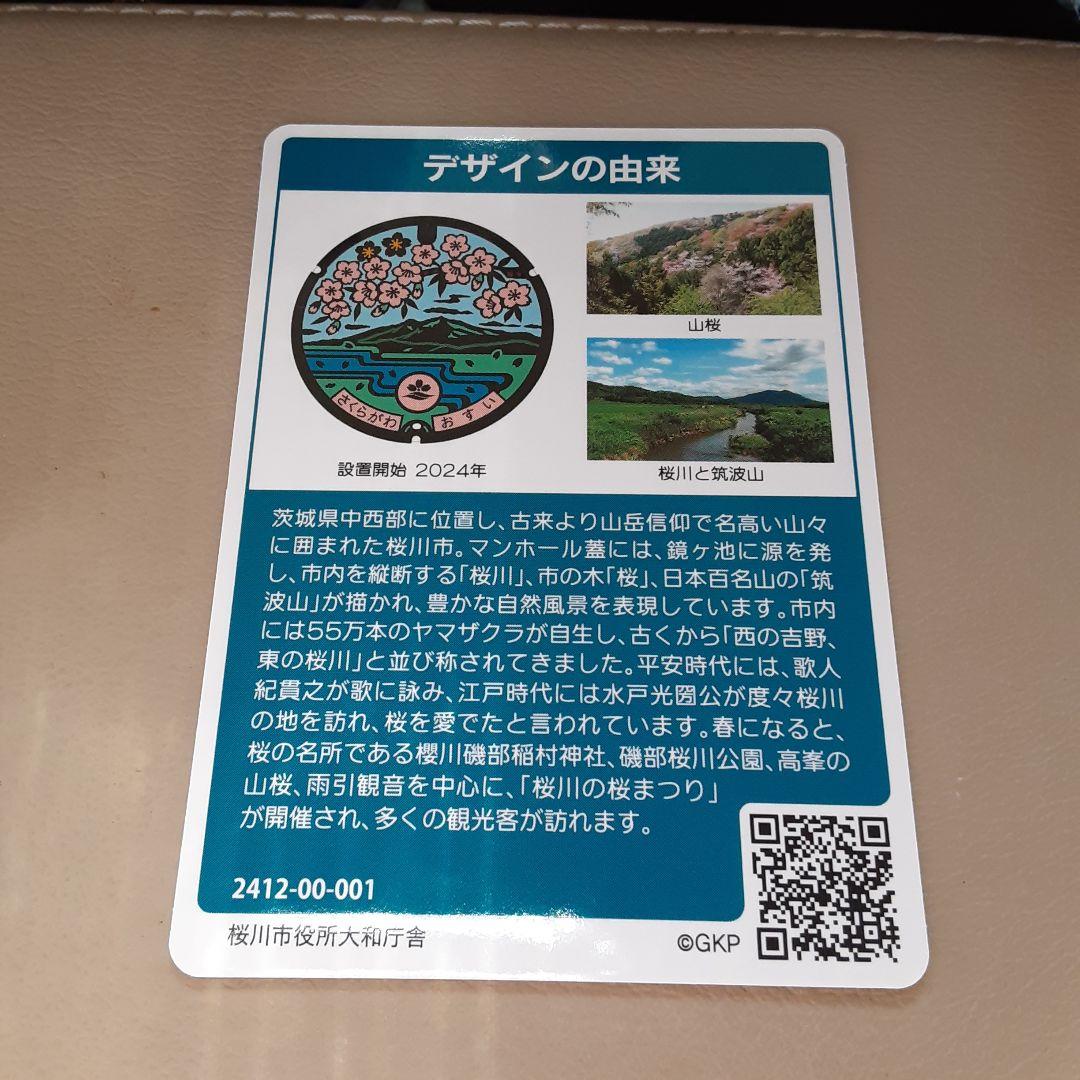 デザインの由来
さくらがわ
おすい
設置開始 2024年
山桜
桜川と筑波山
茨城県中西部に位置し、古来より山岳信仰で名高い山々
に囲まれた桜川市。マンホール蓋には、鏡ヶ池に源を発
し、市内を縦断する「桜川」、市の木「桜」、日本百名山の「筑
波山」が描かれ、豊かな自然風景を表現しています。市内
には55万本のヤマザクラが自生し、古くから「西の吉野、
東の桜川」と並び称されてきました。平安時代には、歌人
紀貫之が歌に詠み、江戸時代には水戸光圀公が度々桜川
の地を訪れ、桜を愛でたと言われています。春になると、
桜の名所である櫻川磯部稲村神社、磯部桜川公園、高峯の
山桜、雨引観音を中心に、「桜川の桜まつり」
が開催され、多くの観光客が訪れます。
2412-00-001
桜川市役所大和庁舎
©GKP